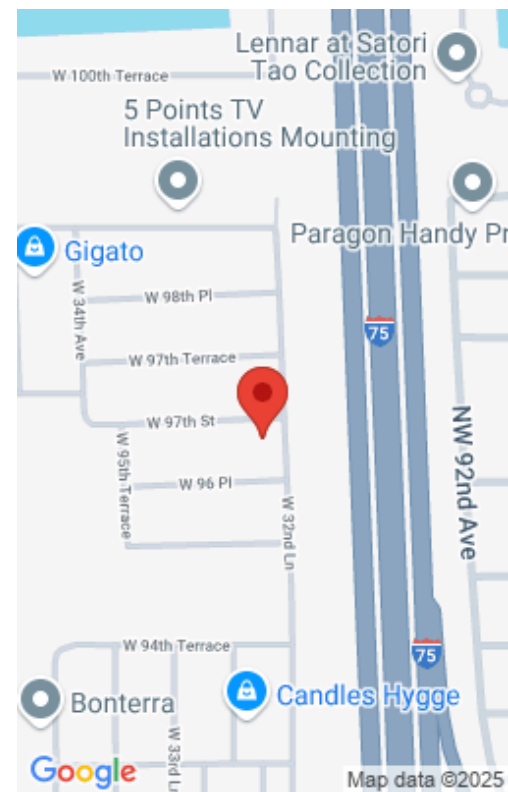 Lennar at Satori
Tao Collection
W 100th Terrace
5 Points TV
Installations Mounting
Paragon Handy Pr
Gigato
W 34th Ave
W 98th Pl
75
W 97th Terrace
W 97th St
NW 92nd Ave
W 95th Terrace
W 96 Pl
W 32nd Ln
W 94th Terrace
75
Bonterra
Candles Hygge
W 33rd Ln
Google
Map data ©2025